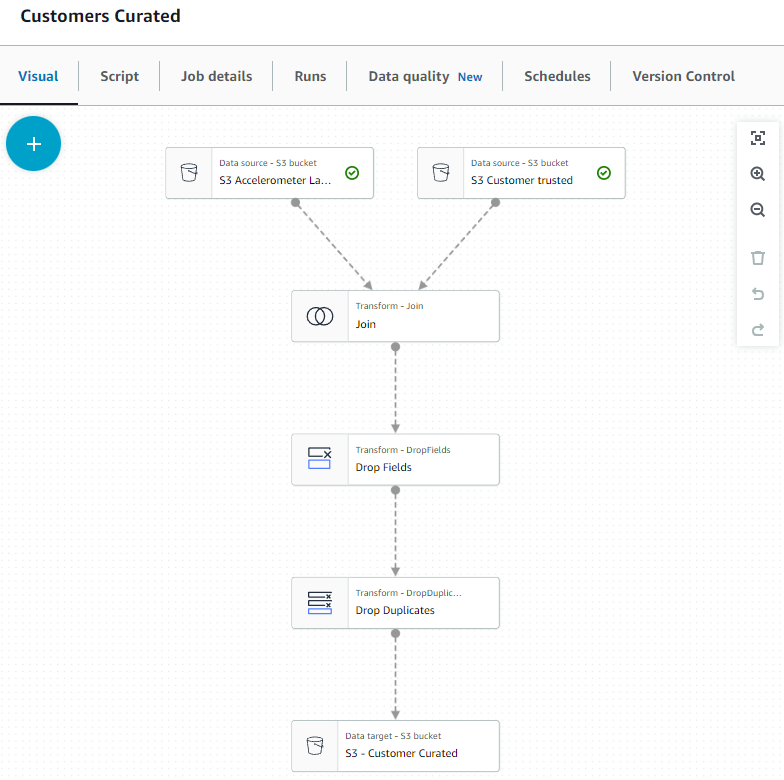 Customers Curated
Visual Script Job details Runs Data quality New Schedules Version Control
+
Data source - S3 bucket
S3 Accelerometer La...
Data source - S3 bucket
S3 Customer trusted
Transform - Join
Join
Transform - DropFields
Drop Fields
Transform - DropDuplic...
Drop Duplicates
Data target - S3 bucket
S3 - Customer Curated